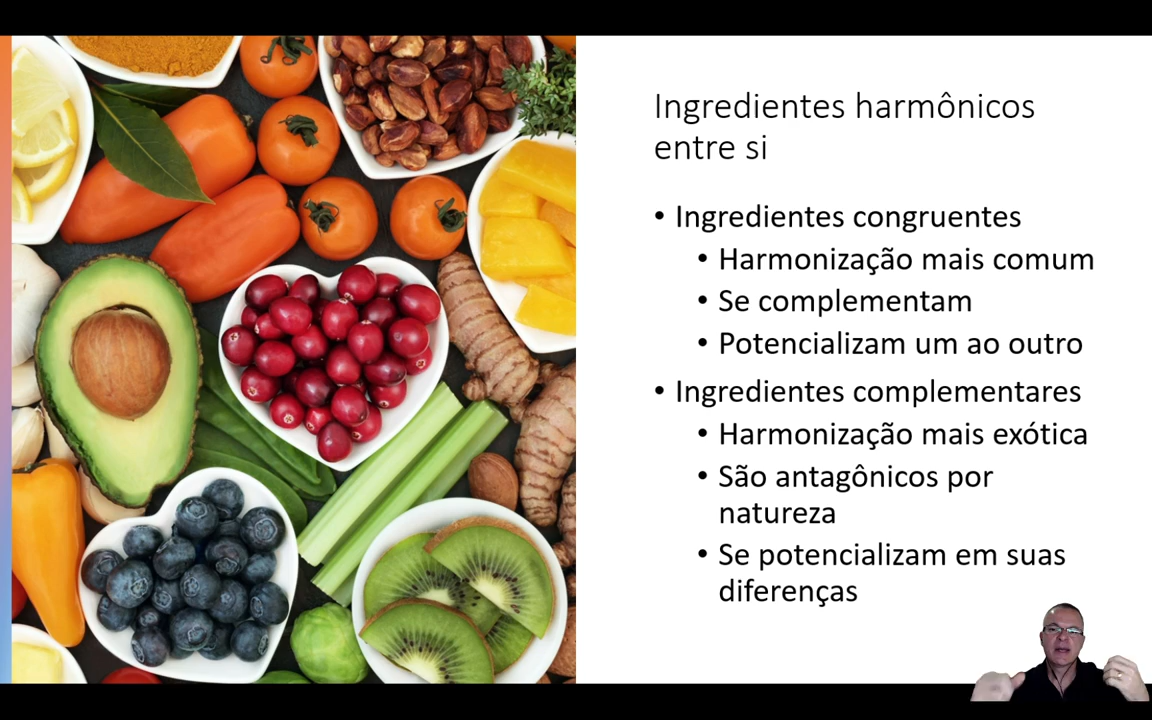 Ingredientes harmônicos
entre si
• Ingredientes congruentes
• Harmonização mais comum
• Se complementam
• Potencializam um ao outro
• Ingredientes complementares
• Harmonização mais exótica
• São antagônicos por
natureza
• Se potencializam em suas
diferenças